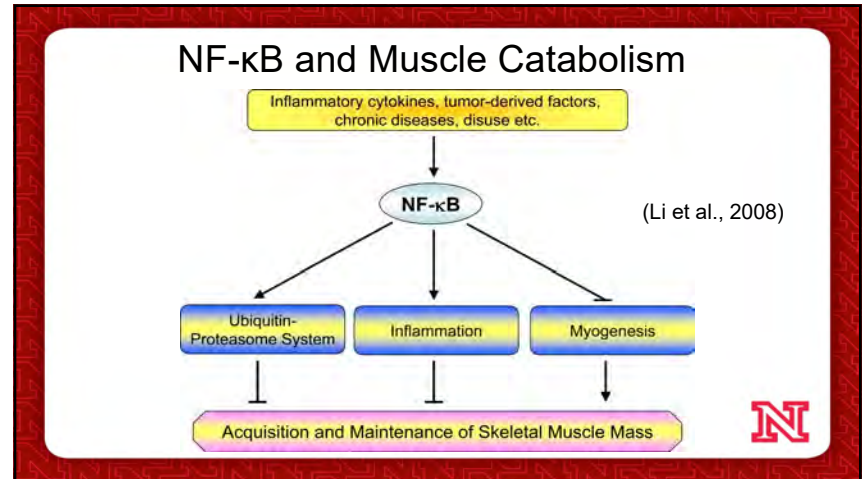 NF-κB and Muscle Catabolism
Inflammatory cytokines, tumor-derived factors,
chronic diseases, disuse etc.
NF-κB
(Li et al., 2008)
Ubiquitin-
Proteasome System
Inflammation
Myogenesis
Acquisition and Maintenance of Skeletal Muscle Mass
N